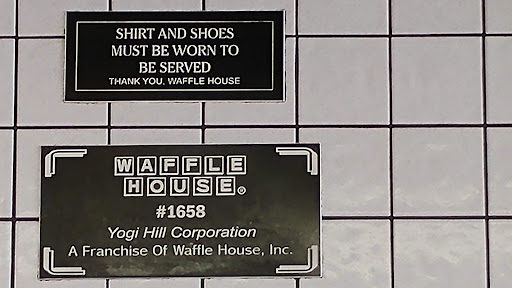 SHIRT AND SHOES
MUST BE WORN TO
BE SERVED
THANK YOU, WAFFLE HOUSE
WAFFLE
HOUSE®
#1658
Yogi Hill Corporation
A Franchise Of Waffle House, Inc.